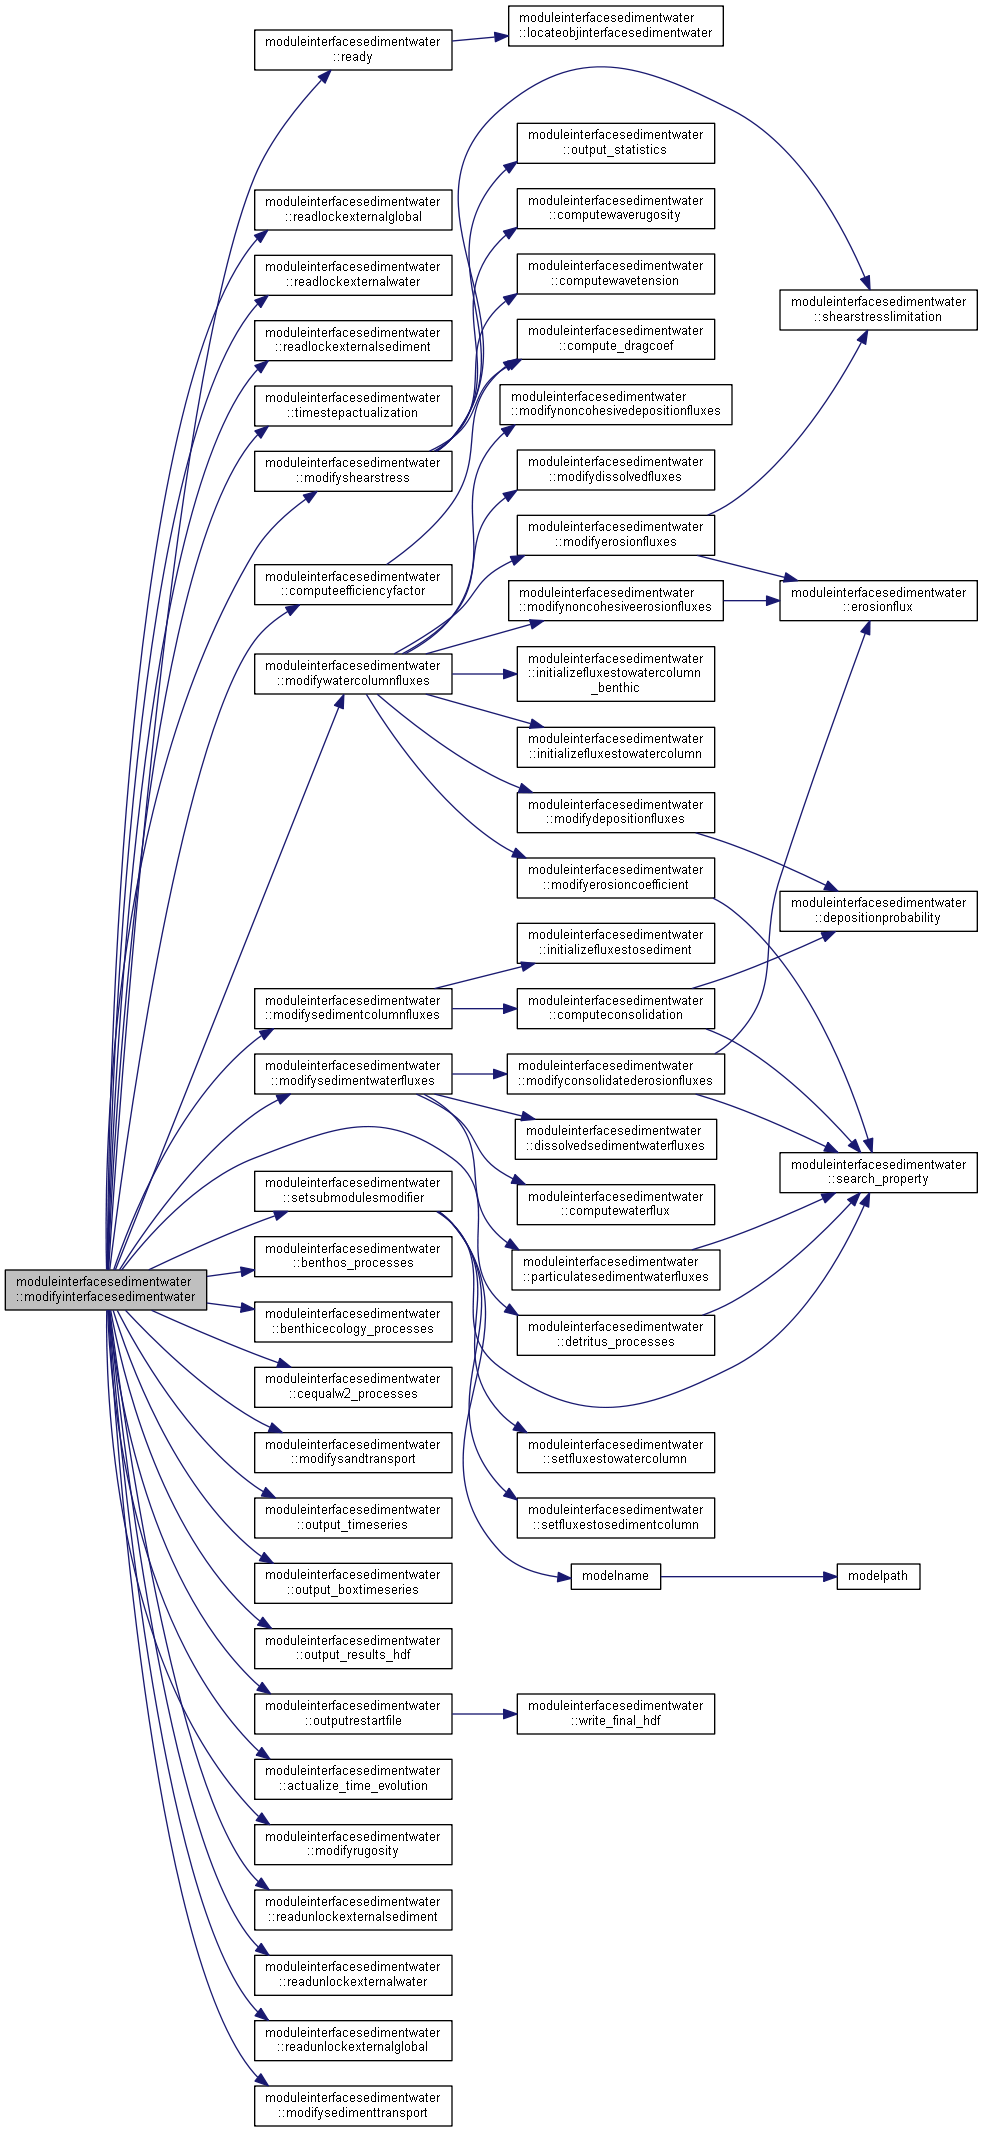 moduleinterfacesedimentwater
::modifyinterfacesedimentwater
moduleinterfacesedimentwater
::ready
moduleinterfacesedimentwater
::readlockexternalglobal
moduleinterfacesedimentwater
::readlockexternalwater
moduleinterfacesedimentwater
::readlockexternalsediment
moduleinterfacesedimentwater
::timestepactualization
moduleinterfacesedimentwater
::modifyshearstress
moduleinterfacesedimentwater
::computeefficiencyfactor
moduleinterfacesedimentwater
::modifywatercolumnfluxes
moduleinterfacesedimentwater
::modifysedimentcolumnfluxes
moduleinterfacesedimentwater
::modifysedimentwaterfluxes
moduleinterfacesedimentwater
::setsubmodulesmodifier
moduleinterfacesedimentwater
::benthos_processes
moduleinterfacesedimentwater
::benthicecology_processes
moduleinterfacesedimentwater
::cequalw2_processes
moduleinterfacesedimentwater
::modifysandtransport
moduleinterfacesedimentwater
::output_timeseries
moduleinterfacesedimentwater
::output_boxtimeseries
moduleinterfacesedimentwater
::output_results_hdf
moduleinterfacesedimentwater
::outputrestartfile
moduleinterfacesedimentwater
::actualize_time_evolution
moduleinterfacesedimentwater
::modifyrugosity
moduleinterfacesedimentwater
::readunlockexternalsediment
moduleinterfacesedimentwater
::readunlockexternalwater
moduleinterfacesedimentwater
::readunlockexternalglobal
moduleinterfacesedimentwater
::modifysedimenttransport
moduleinterfacesedimentwater
::locateobjinterfacesedimentwater
moduleinterfacesedimentwater
::output_statistics
moduleinterfacesedimentwater
::computewaverugosity
moduleinterfacesedimentwater
::computewavetension
moduleinterfacesedimentwater
::compute_dragcoef
moduleinterfacesedimentwater
::modifynoncohesivedepositionfluxes
moduleinterfacesedimentwater
::modifydissolvedfluxes
moduleinterfacesedimentwater
::modifyerosionfluxes
moduleinterfacesedimentwater
::modifynoncohesiveerosionfluxes
moduleinterfacesedimentwater
::initializefluxestowatercolumn
_benthic
moduleinterfacesedimentwater
::initializefluxestowatercolumn
moduleinterfacesedimentwater
::modifydepositionfluxes
moduleinterfacesedimentwater
::modifyerosioncoefficient
moduleinterfacesedimentwater
::initializefluxestosediment
moduleinterfacesedimentwater
::computeconsolidation
moduleinterfacesedimentwater
::modifyconsolidatederosionfluxes
moduleinterfacesedimentwater
::dissolvedsedimentwaterfluxes
moduleinterfacesedimentwater
::computewaterflux
moduleinterfacesedimentwater
::particulatesedimentwaterfluxes
moduleinterfacesedimentwater
::detritus_processes
moduleinterfacesedimentwater
::setfluxestowatercolumn
moduleinterfacesedimentwater
::setfluxestosedimentcolumn
modelname
moduleinterfacesedimentwater
::write_final_hdf
moduleinterfacesedimentwater
::shearstresslimitation
moduleinterfacesedimentwater
::erosionflux
moduleinterfacesedimentwater
::depositionprobability
moduleinterfacesedimentwater
::search_property
modelpath